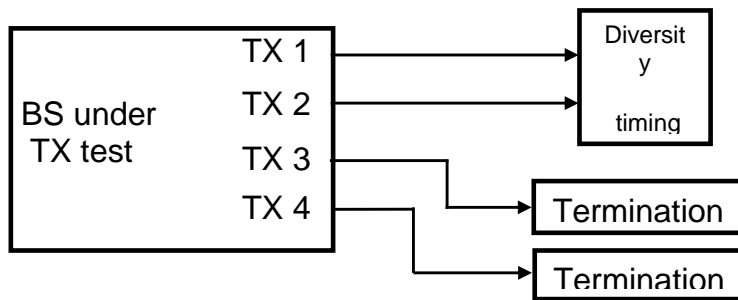 TX 1
TX 2
TX 3
TX 4
BS under
TX test
Diversit
y
timing
Termination
Termination